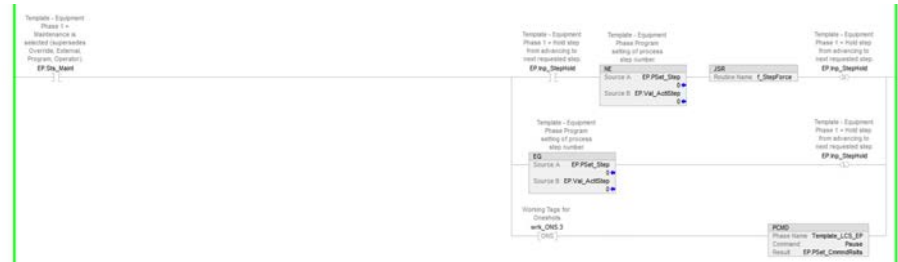 Template - Equipment
Phase 1 =
Maintenance is
selected (supersedes
Override, External,
Program, Operator).
EP.Sts_Maint
Template - Equipment
Phase 1 = Hold step
from advancing to
next requested step.
EP.Inp_StepHold
Template - Equipment
Phase Program
setting of process
step number.
NE
Source A EP.PSet_Step
0
Source B EP.Val_ActlStep
0
JSR
Routine Name f_StepForce
Template - Equipment
Phase 1 = Hold step
from advancing to
next requested step.
EP.Inp_StepHold
Template - Equipment
Phase Program
setting of process
step number.
EQ
Source A EP.PSet_Step
0
Source B EP.Val_ActlStep
0
Template - Equipment
Phase 1 = Hold step
from advancing to
next requested step.
EP.Inp_StepHold
L
Working Tags for
Oneshots.
wrk_ONS.3
ONS
PCMD
Phase Name Template_LCS_EP
Command Pause
Result EP.PSet_CmmdRslts